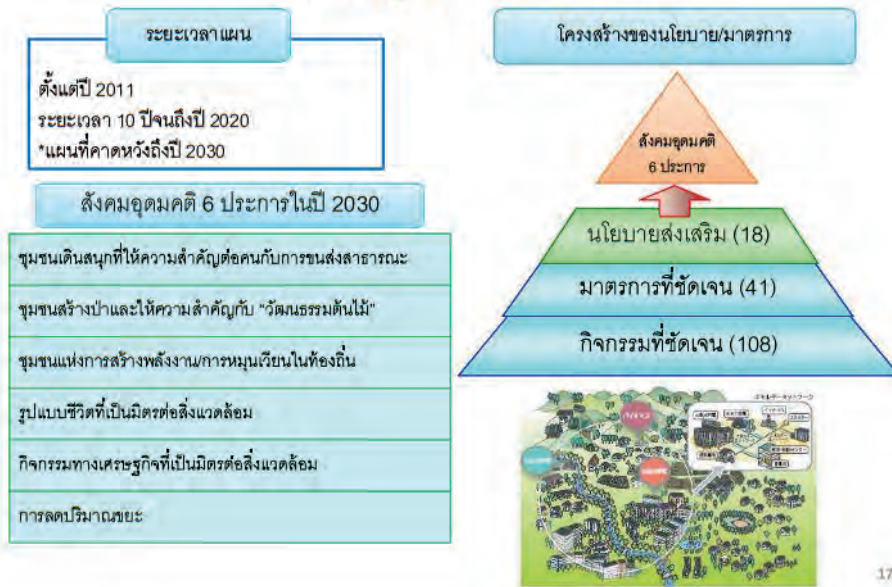 ระยะเวลาแผน
ตั้งแต่ปี 2011
ระยะเวลา 10 ปีจนถึงปี 2020
*แผนที่คาดหวังถึงปี 2030
สังคมอุดมคติ 6 ประการในปี 2030
ชุมชนเดินสนุกที่ให้ความสำคัญต่อคนกับการขนส่งสาธารณะ
ชุมชนสร้างป่าและให้ความสำคัญกับ "วัฒนธรรมต้นไม้"
ชุมชนแห่งการสร้างพลังงาน/การหมุนเวียนในท้องถิ่น
รูปแบบชีวิตที่เป็นมิตรต่อสิ่งแวดล้อม
กิจกรรมทางเศรษฐกิจที่เป็นมิตรต่อสิ่งแวดล้อม
การลดปริมาณขยะ
โครงสร้างของนโยบาย/มาตรการ
สังคมอุดมคติ
6 ประการ
นโยบายส่งเสริม (18)
มาตรการที่ชัดเจน (41)
กิจกรรมที่ชัดเจน (108)
エネルギーネットワーク
バイオマス
17